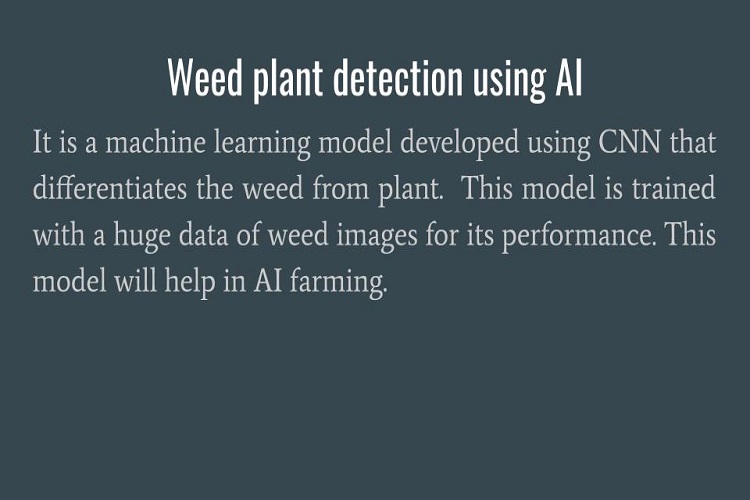 Weed plant detection using AI
It is a machine learning model developed using CNN that
differentiates the weed from plant. This model is trained
with a huge data of weed images for its performance. This
model will help in AI farming.